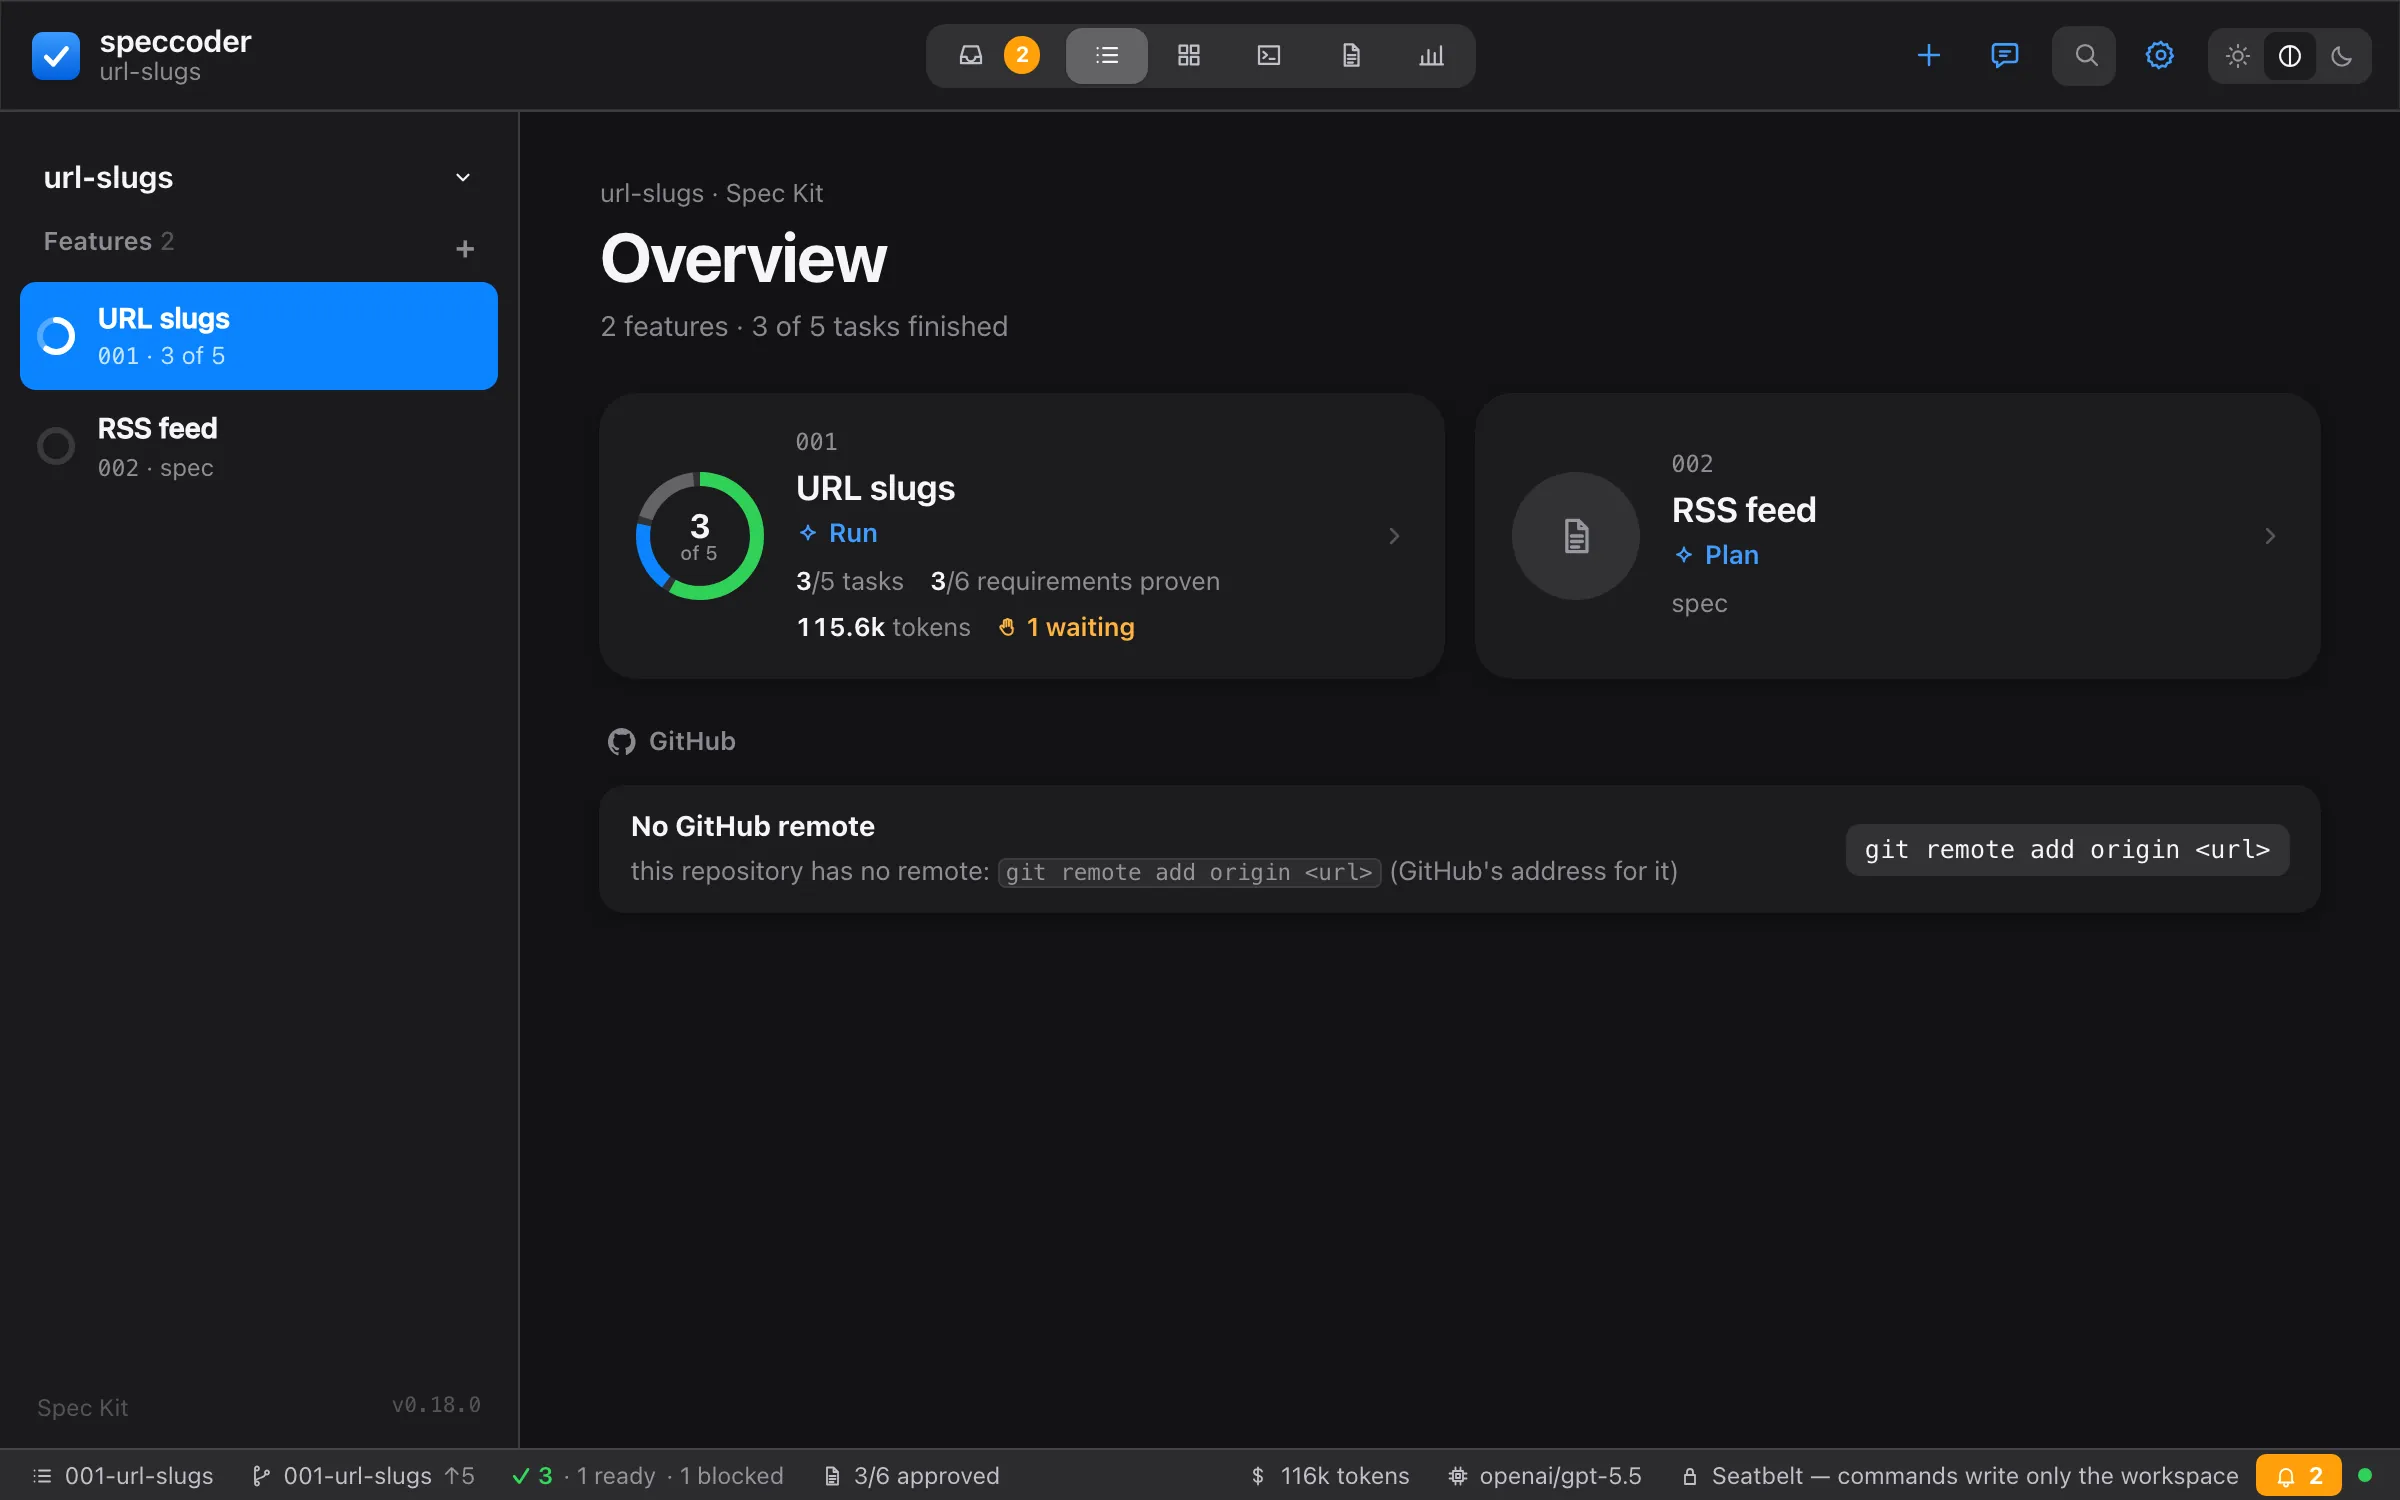 speccoder
url-slugs
2
url-slugs
Features 2
URL slugs
001 · 3 of 5
RSS feed
002 · spec
Spec Kit
v0.18.0
url-slugs · Spec Kit
Overview
2 features · 3 of 5 tasks finished
3
of 5
001
URL slugs
Run
3/5 tasks 3/6 requirements proven
115.6k tokens 1 waiting
002
RSS feed
Plan
spec
GitHub
No GitHub remote
this repository has no remote: git remote add origin <url> (GitHub's address for it)
git remote add origin <url>
001-url-slugs 001-url-slugs ↑5 3 · 1 ready · 1 blocked 3/6 approved $ 116k tokens openai/gpt-5.5 Seatbelt — commands write only the workspace 2